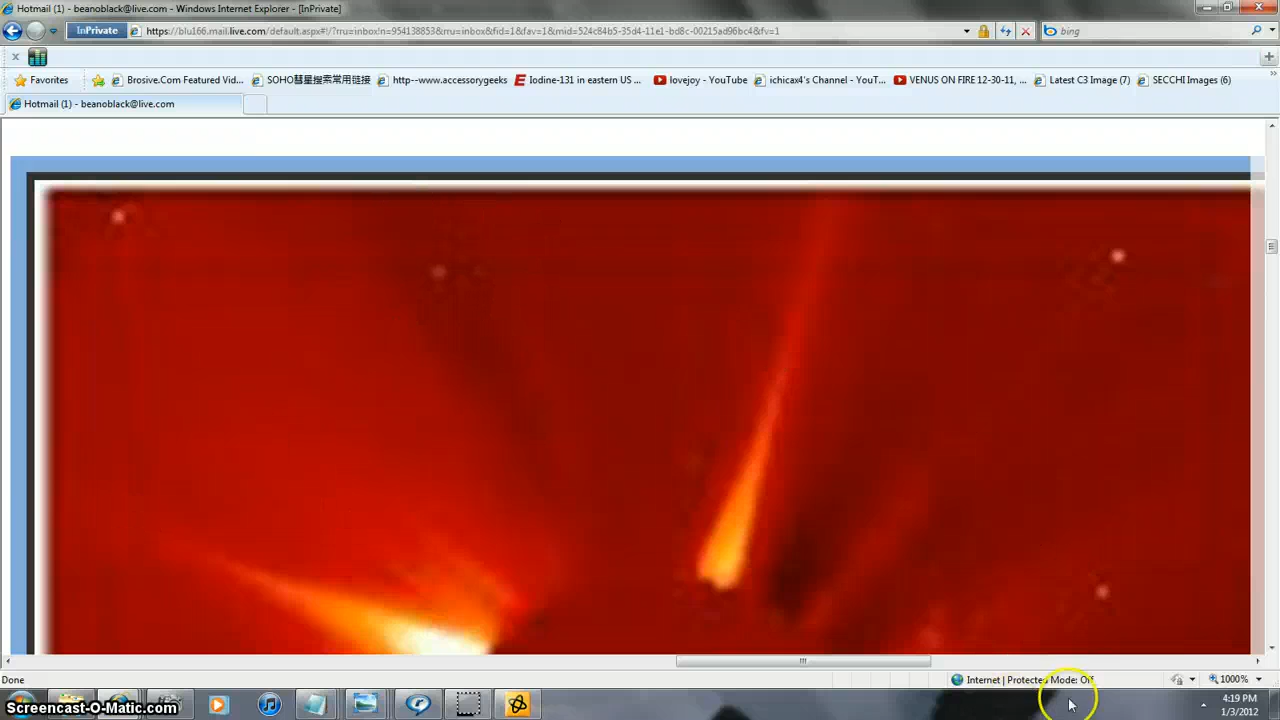 Hotmail (1) - beanoblack@live.com - Windows Internet Explorer - [InPrivate]
InPrivate https://blu166.mail.live.com/default.aspx#!/?rru=inbox!n=954138853&rru=inbox&fid=1&fav=1&mid=524c84b5-35d4-11e1-bd8c-00215ad96bc4&fv=1 bing
Favorites Brosive.Com Featured Vid... SOHO彗星搜索常用链接 http--www.accessorygeeks Iodine-131 in eastern US ... lovejoy - YouTube ichicax4's Channel - YouT... VENUS ON FIRE 12-30-11, ... Latest C3 Image (7) SECCHI Images (6)
Hotmail (1) - beanoblack@live.com
Done Internet | Protected Mode: Off 1000%
4:19 PM
Screencast-O-Matic.com 1/3/2012